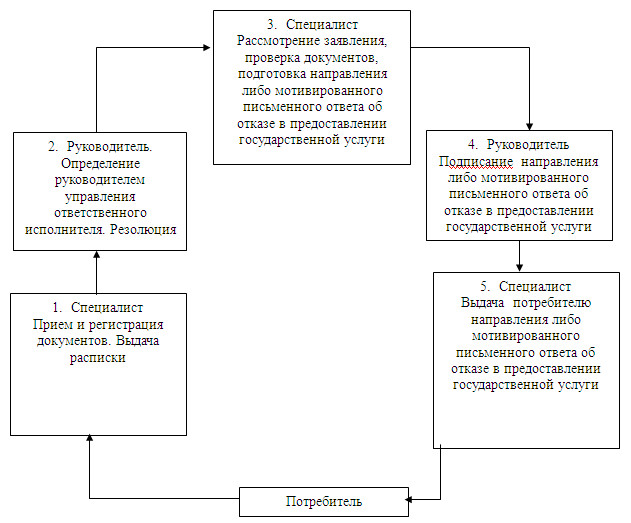 1. Специалист
Прием и регистрация
документов. Выдача
расписки
2. Руководитель.
Определение
руководителем
управления
ответственного
исполнителя. Резолюция
3. Специалист
Рассмотрение заявления,
проверка документов,
подготовка направления
либо мотивированного
письменного ответа об
отказе в предоставлении
государственной услуги
4. Руководитель
Подписание направления
либо мотивированного
письменного ответа об
отказе в предоставлении
государственной услуги
5. Специалист
Выдача потребителю
направления либо
мотивированного
письменного ответа об
отказе в предоставлении
государственной услуги
Потребитель